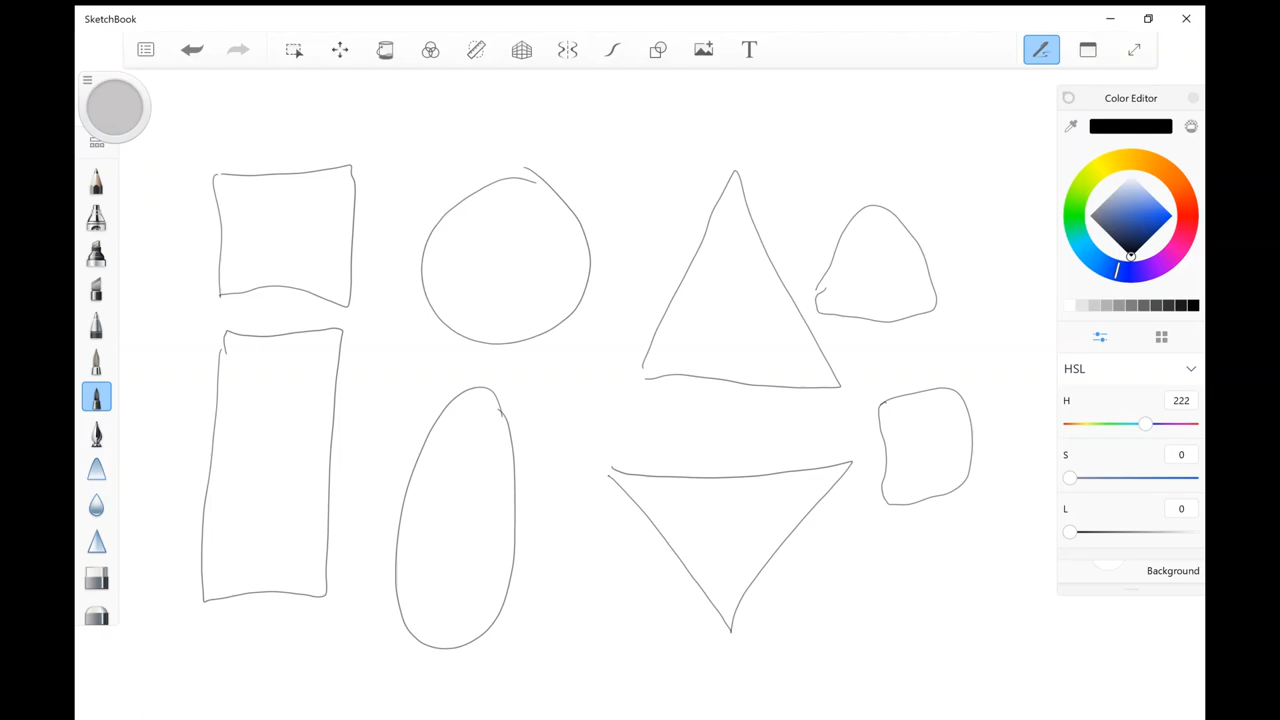 SketchBook
T
Color Editor
HSL
H 222
S 0
L 0
Background